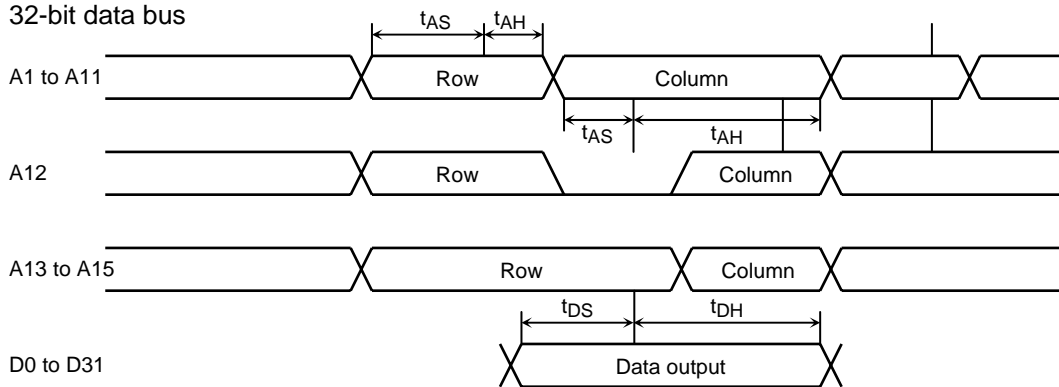 32-bit data bus
tAS tAH
A1 to A11 Row Column
tAS tAH
A12 Row Column
A13 to A15 Row Column
tDS tDH
D0 to D31 Data output